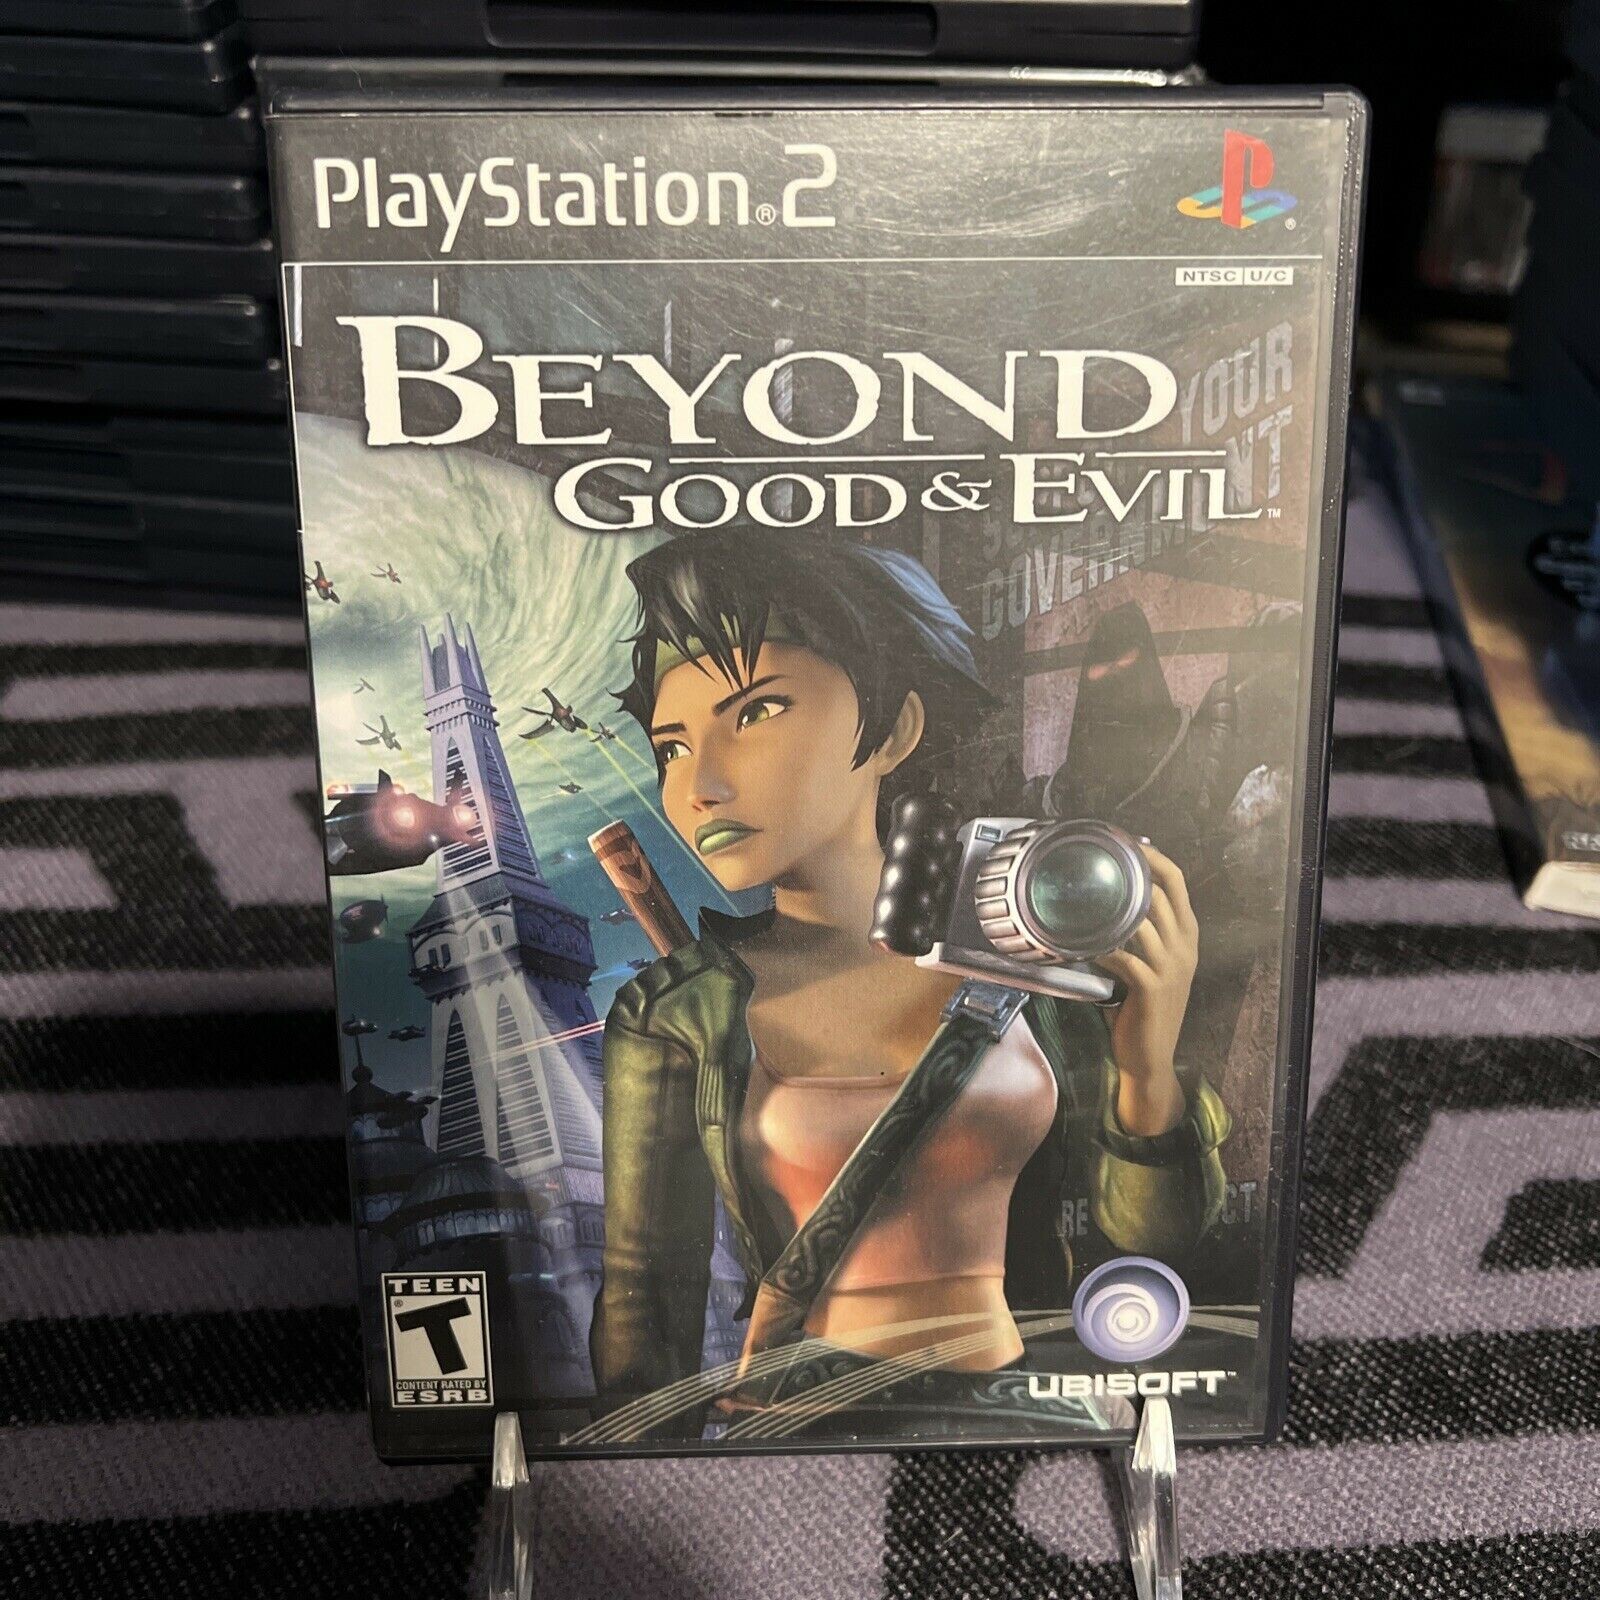 PlayStation®2
®
NTSC U/C
BEYOND
GOOD & EVIL™
YOUR
GOVERNMENT
TEEN
®
T
CONTENT RATED BY
ESRB
UBISOFT™